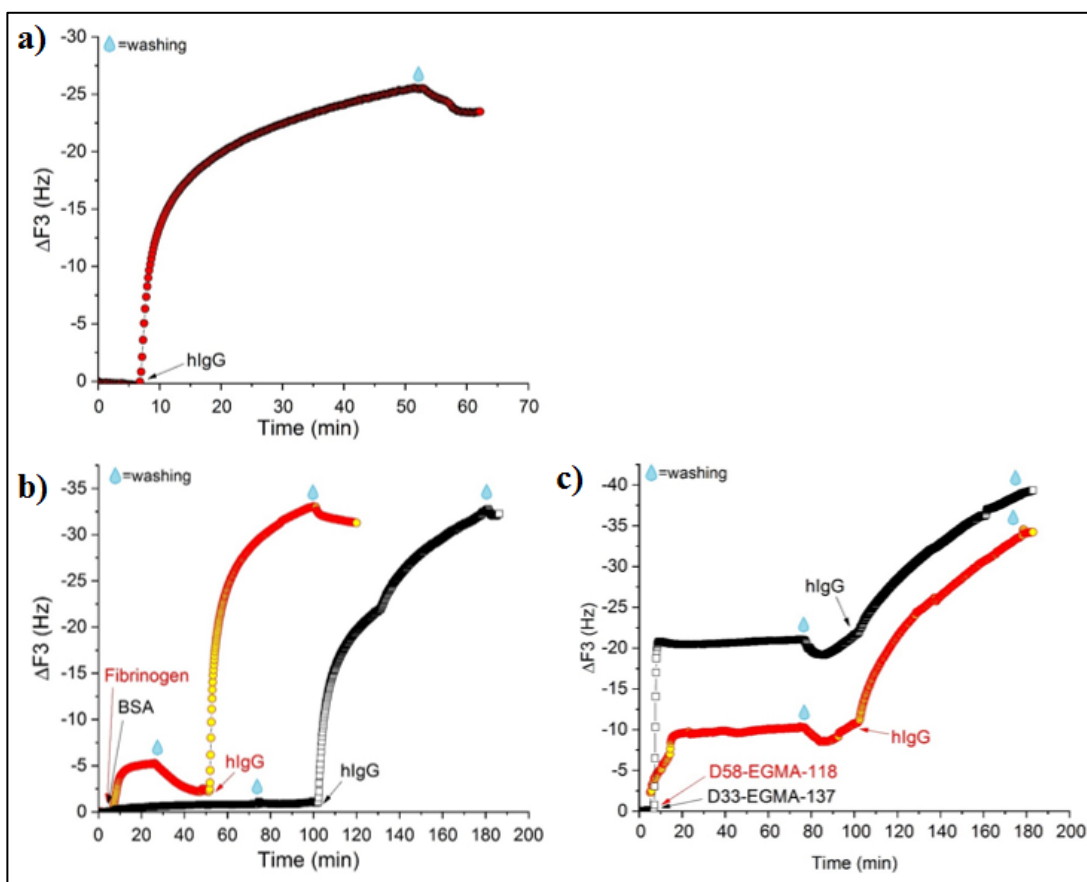 a)
=washing
-30
-25
-20
-15
-10
-5
0
ΔF3 (Hz)
hIgG
0 10 20 30 40 50 60 70
Time (min)
b)
=washing
-35
-30
-25
-20
-15
-10
-5
0
ΔF3 (Hz)
Fibrinogen
BSA
hIgG
hIgG
0 20 40 60 80 100 120 140 160 180 200
Time (min)
c)
=washing
-40
-35
-30
-25
-20
-15
-10
-5
0
ΔF3 (Hz)
hIgG
hIgG
D58-EGMA-118
D33-EGMA-137
0 20 40 60 80 100 120 140 160 180 200
Time (min)